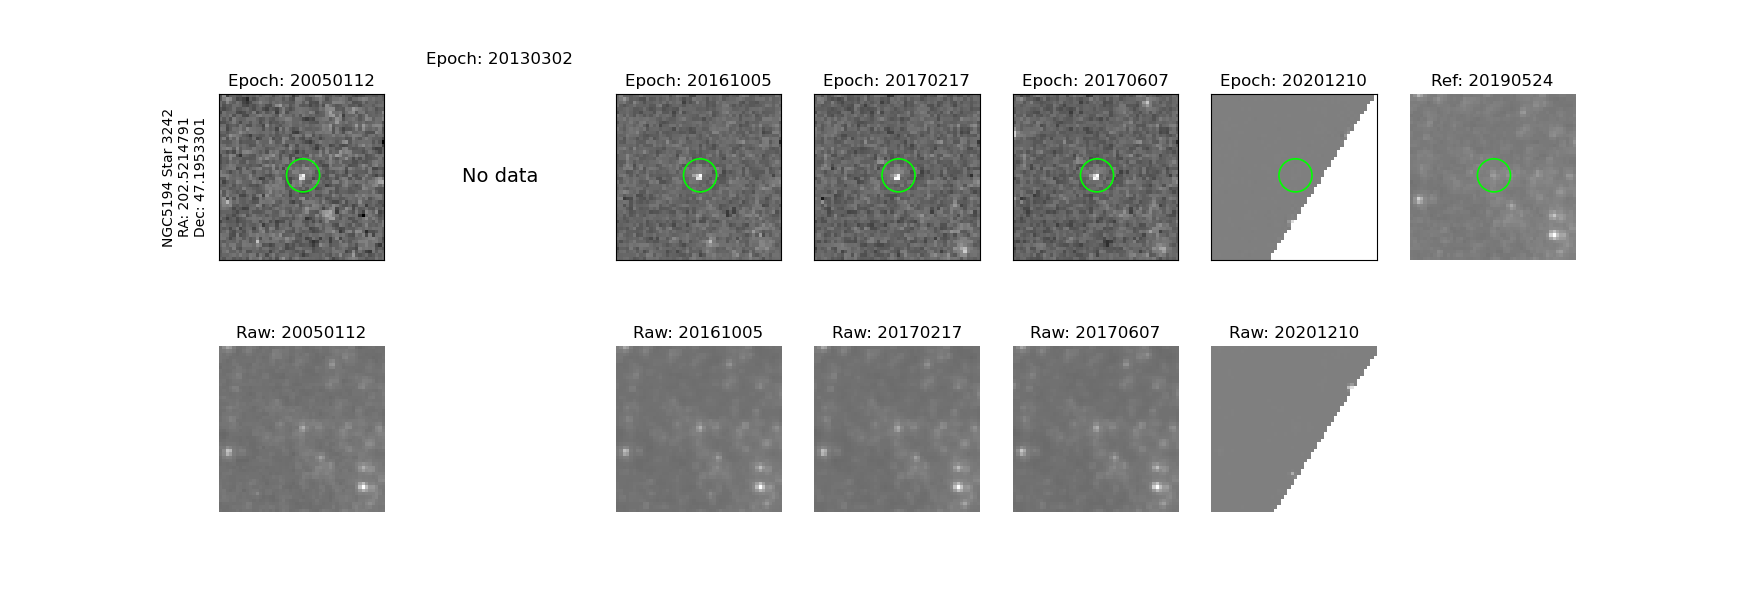 Epoch: 20130302
Epoch: 20050112
Epoch: 20161005
Epoch: 20170217
Epoch: 20170607
Epoch: 20201210
Ref: 20190524
NGC5194 Star 3242
RA: 202.5214791
Dec: 47.1953301
No data
Raw: 20050112
Raw: 20161005
Raw: 20170217
Raw: 20170607
Raw: 20201210